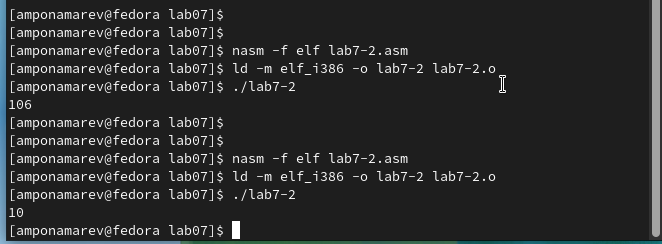 [amponamarev@fedora lab07]$
[amponamarev@fedora lab07]$
[amponamarev@fedora lab07]$ nasm -f elf lab7-2.asm
[amponamarev@fedora lab07]$ ld -m elf_i386 -o lab7-2 lab7-2.o
[amponamarev@fedora lab07]$ ./lab7-2
106
[amponamarev@fedora lab07]$
[amponamarev@fedora lab07]$
[amponamarev@fedora lab07]$ nasm -f elf lab7-2.asm
[amponamarev@fedora lab07]$ ld -m elf_i386 -o lab7-2 lab7-2.o
[amponamarev@fedora lab07]$ ./lab7-2
10
[amponamarev@fedora lab07]$